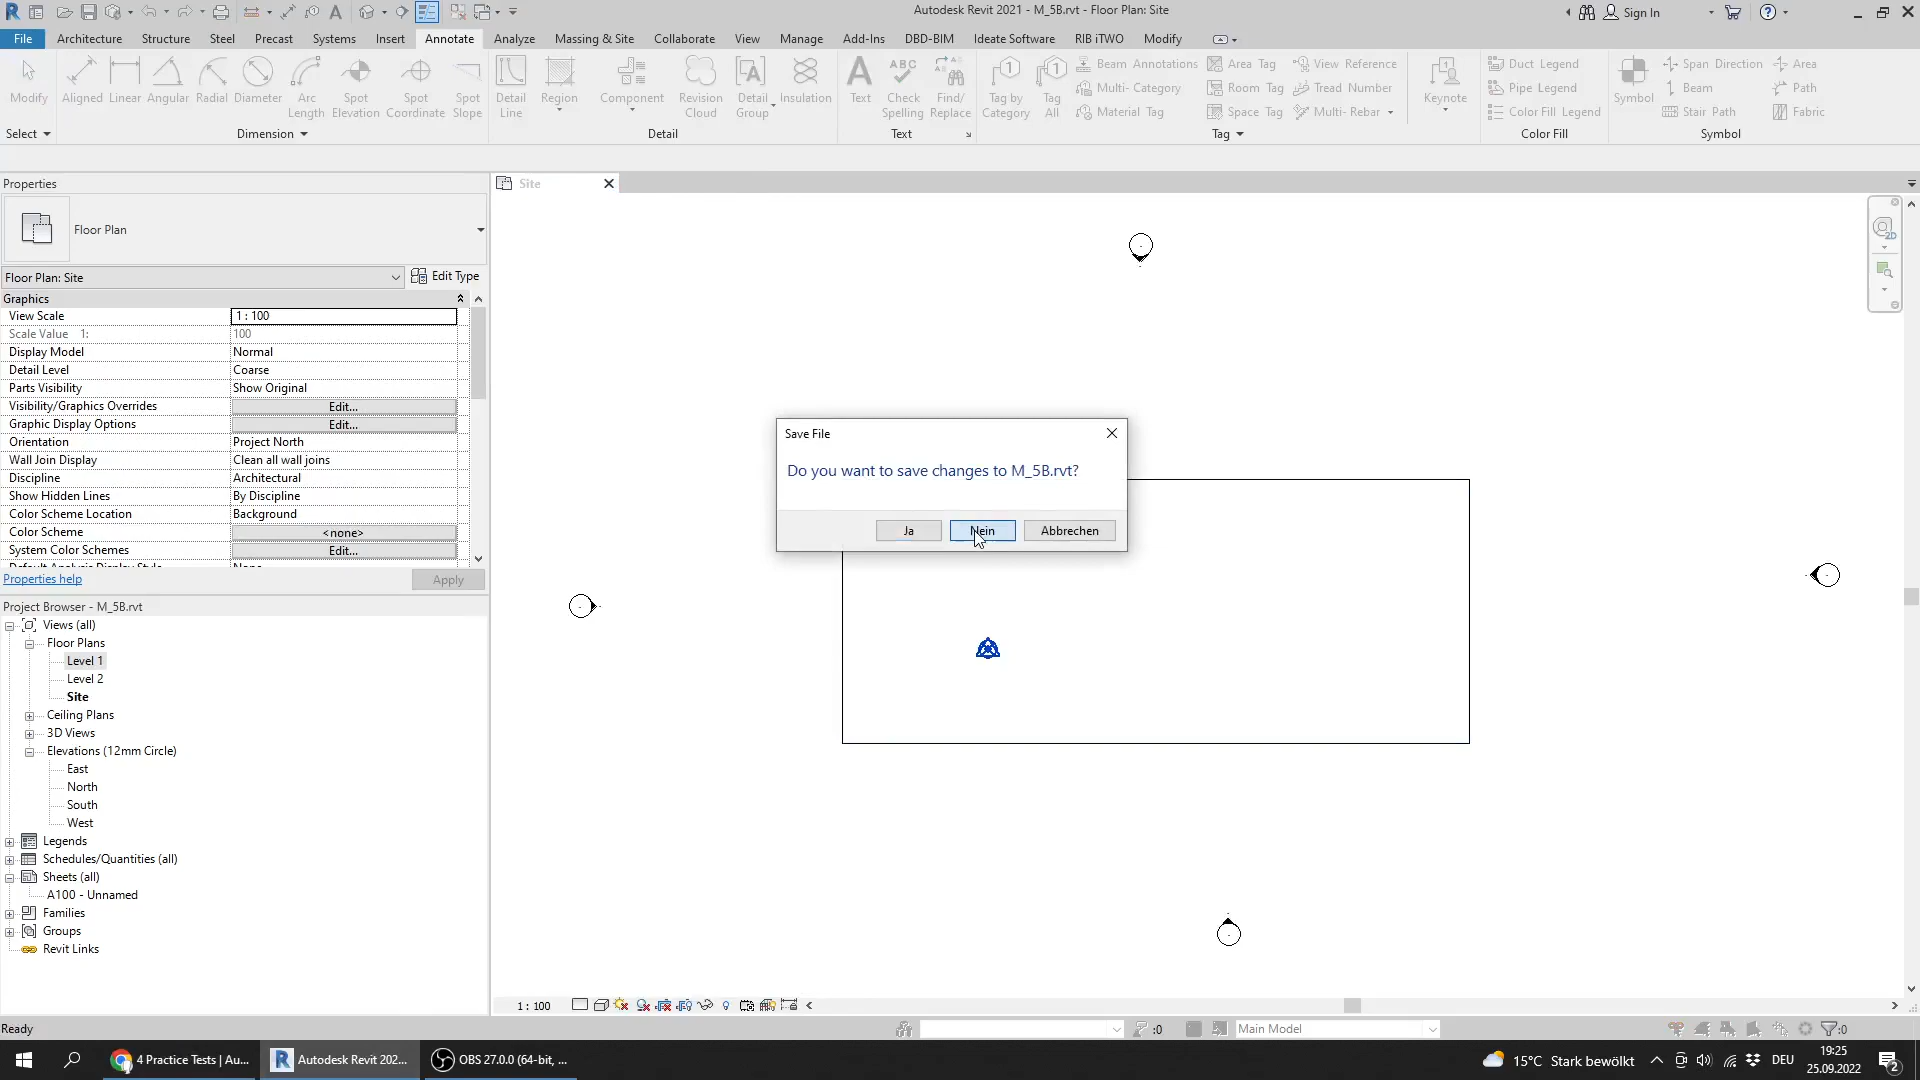 Autodesk Revit 2021 - M_5B.rvt - Floor Plan: Site
Sign In
File Architecture Structure Steel Precast Systems Insert Annotate Analyze Massing & Site Collaborate View Manage Add-Ins DBD-BIM Ideate Software RIB iTWO Modify
Modify Aligned Linear Angular Radial Diameter Arc Length Spot Elevation Spot Coordinate Spot Slope Detail Line Region Component Revision Cloud Detail Group Insulation Text Check Spelling Find/ Replace Tag by Category Tag All
Beam Annotations Area Tag View Reference
Multi- Category Room Tag Tread Number
Material Tag Space Tag Multi- Rebar
Keynote
Duct Legend
Pipe Legend
Color Fill Legend
Symbol
Span Direction Area
Beam Path
Stair Path Fabric
Select Dimension Detail Text Tag Color Fill Symbol
Properties
Floor Plan
Floor Plan: Site Edit Type
Graphics
View Scale 1 : 100
Scale Value 1: 100
Display Model Normal
Detail Level Coarse
Parts Visibility Show Original
Visibility/Graphics Overrides Edit...
Graphic Display Options Edit...
Orientation Project North
Wall Join Display Clean all wall joins
Discipline Architectural
Show Hidden Lines By Discipline
Color Scheme Location Background
Color Scheme <none>
System Color Schemes Edit...
Properties help Apply
Project Browser - M_5B.rvt
Views (all)
Floor Plans
Level 1
Level 2
Site
Ceiling Plans
3D Views
Elevations (12mm Circle)
East
North
South
West
Legends
Schedules/Quantities (all)
Sheets (all)
A100 - Unnamed
Families
Groups
Revit Links
Site
2D
Save File
Do you want to save changes to M_5B.rvt?
Ja Nein Abbrechen
1 : 100
Ready :0 Main Model :0
4 Practice Tests | Au... Autodesk Revit 202... OBS 27.0.0 (64-bit, ... 15°C Stark bewölkt DEU 19:25
25.09.2022
2